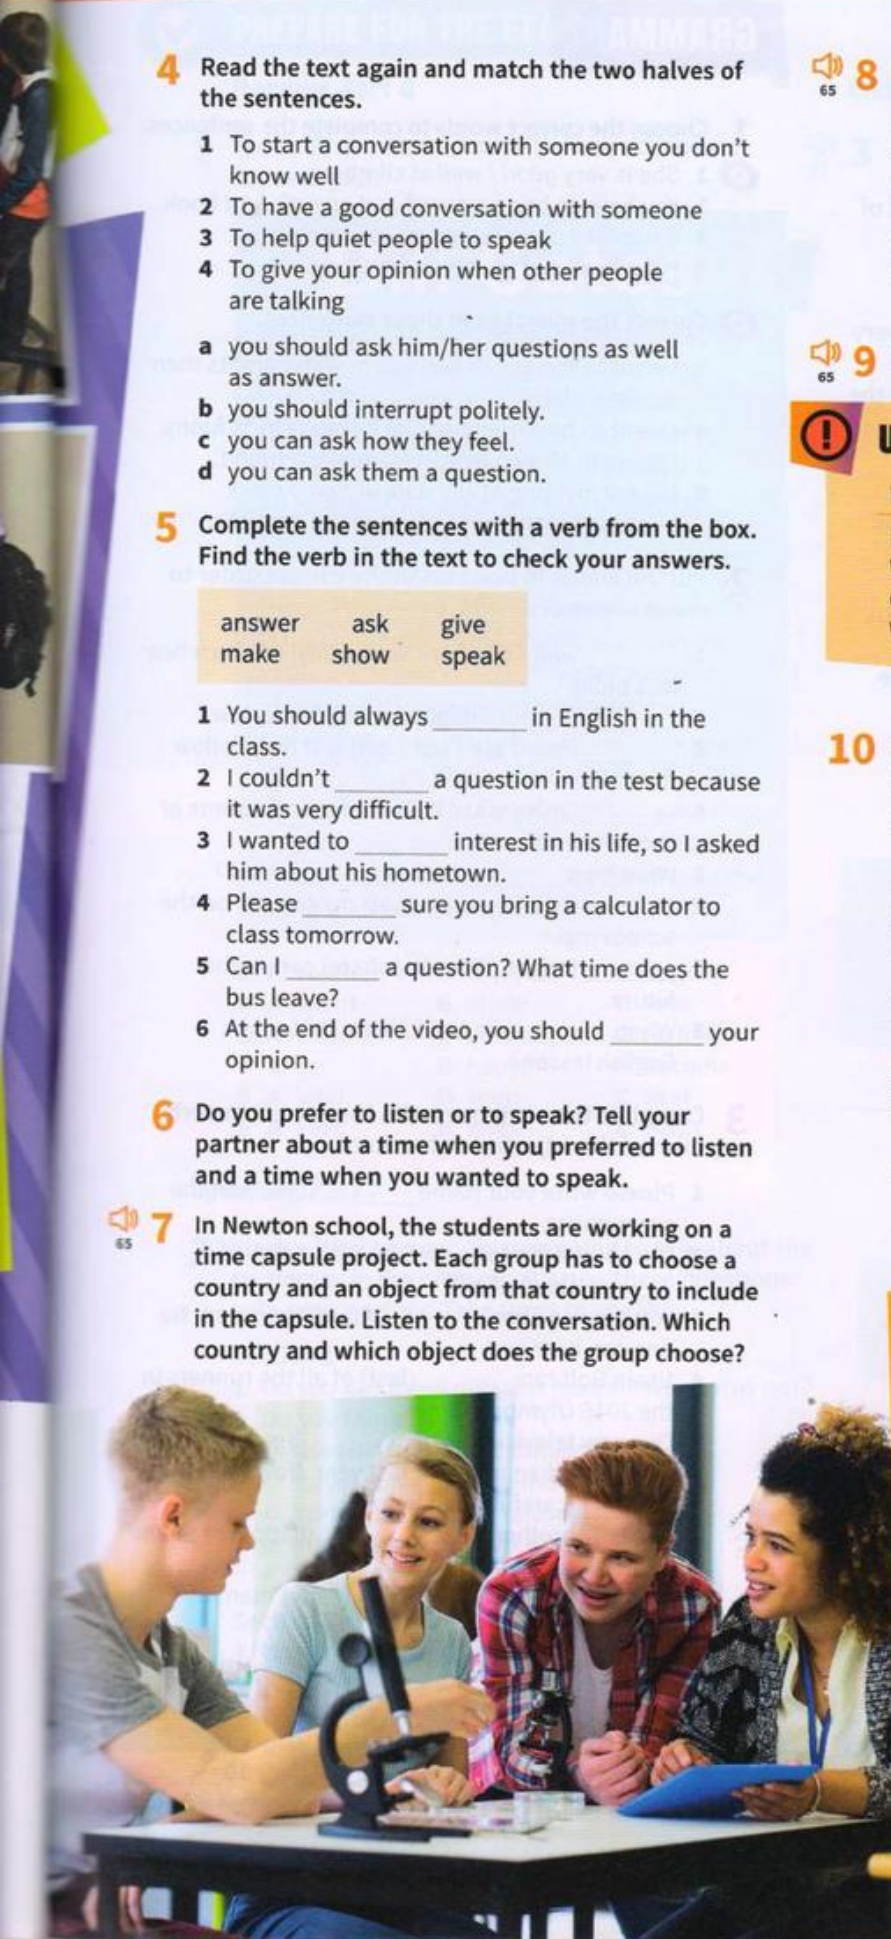 4 Read the text again and match the two halves of
the sentences.
1 To start a conversation with someone you don't
know well
2 To have a good conversation with someone
3 To help quiet people to speak
4 To give your opinion when other people
are talking
a you should ask him/her questions as well
as answer.
b you should interrupt politely.
c you can ask how they feel.
d you can ask them a question.
5 Complete the sentences with a verb from the box.
Find the verb in the text to check your answers.
answer ask give
make show speak
1 You should always ________ in English in the
class.
2 I couldn't ________ a question in the test because
it was very difficult.
3 I wanted to ________ interest in his life, so I asked
him about his hometown.
4 Please ________ sure you bring a calculator to
class tomorrow.
5 Can I ________ a question? What time does the
bus leave?
6 At the end of the video, you should ________ your
opinion.
6 Do you prefer to listen or to speak? Tell your
partner about a time when you preferred to listen
and a time when you wanted to speak.
65 7 In Newton school, the students are working on a
time capsule project. Each group has to choose a
country and an object from that country to include
in the capsule. Listen to the conversation. Which
country and which object does the group choose?
65 8
65 9
!
10